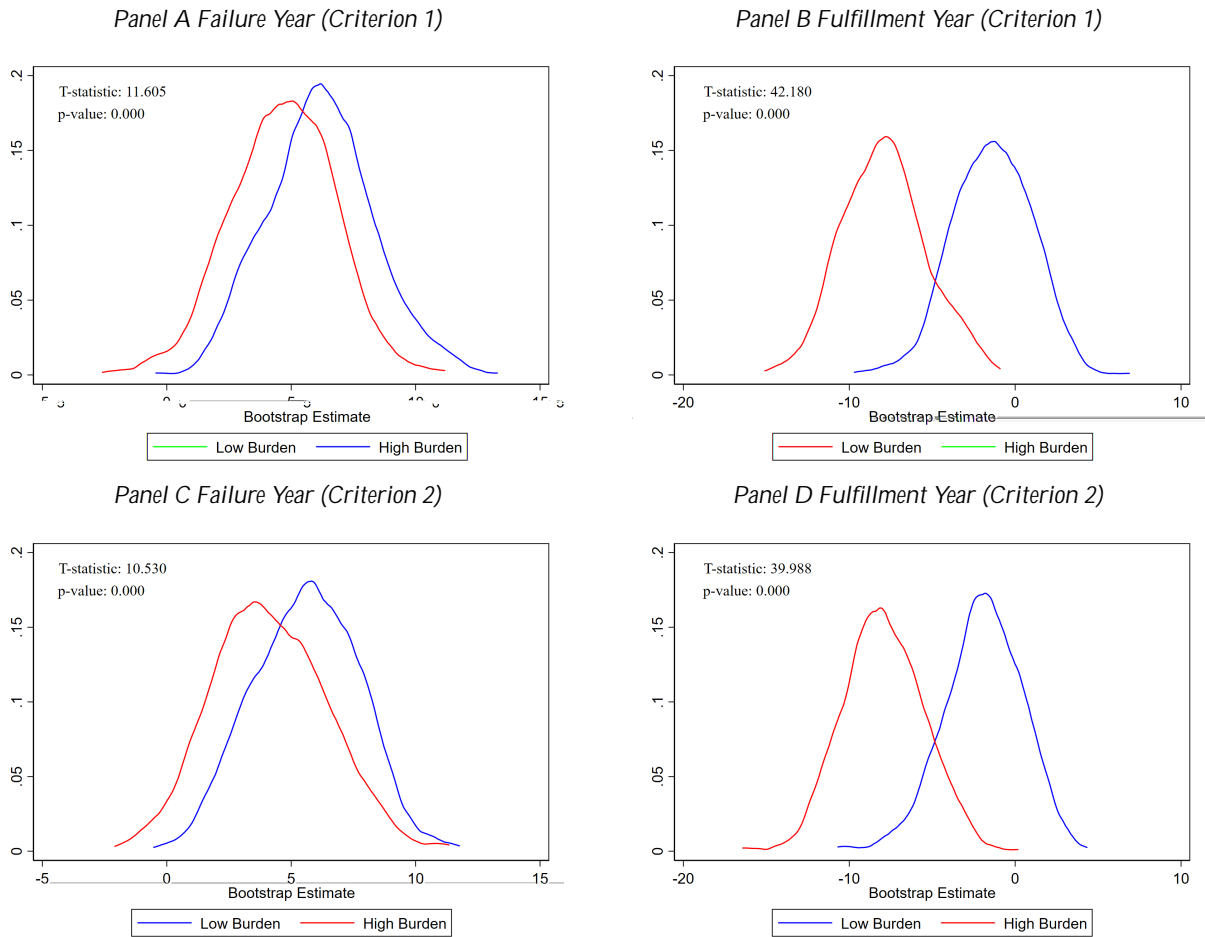 Panel A Failure Year (Criterion 1)
T-statistic: 11.605
p-value: 0.000
.2
.15
.1
.05
0
Bootstrap Estimate
Low Burden High Burden
Panel B Fulfillment Year (Criterion 1)
T-statistic: 42.180
p-value: 0.000
.2
.15
.1
.05
0
-20 -10 0 10
Bootstrap Estimate
Low Burden High Burden
Panel C Failure Year (Criterion 2)
T-statistic: 10.530
p-value: 0.000
.2
.15
.1
.05
0
-5 0 5 10 15
Bootstrap Estimate
Low Burden High Burden
Panel D Fulfillment Year (Criterion 2)
T-statistic: 39.988
p-value: 0.000
.2
.15
.1
.05
0
-20 -10 0 10
Bootstrap Estimate
Low Burden High Burden